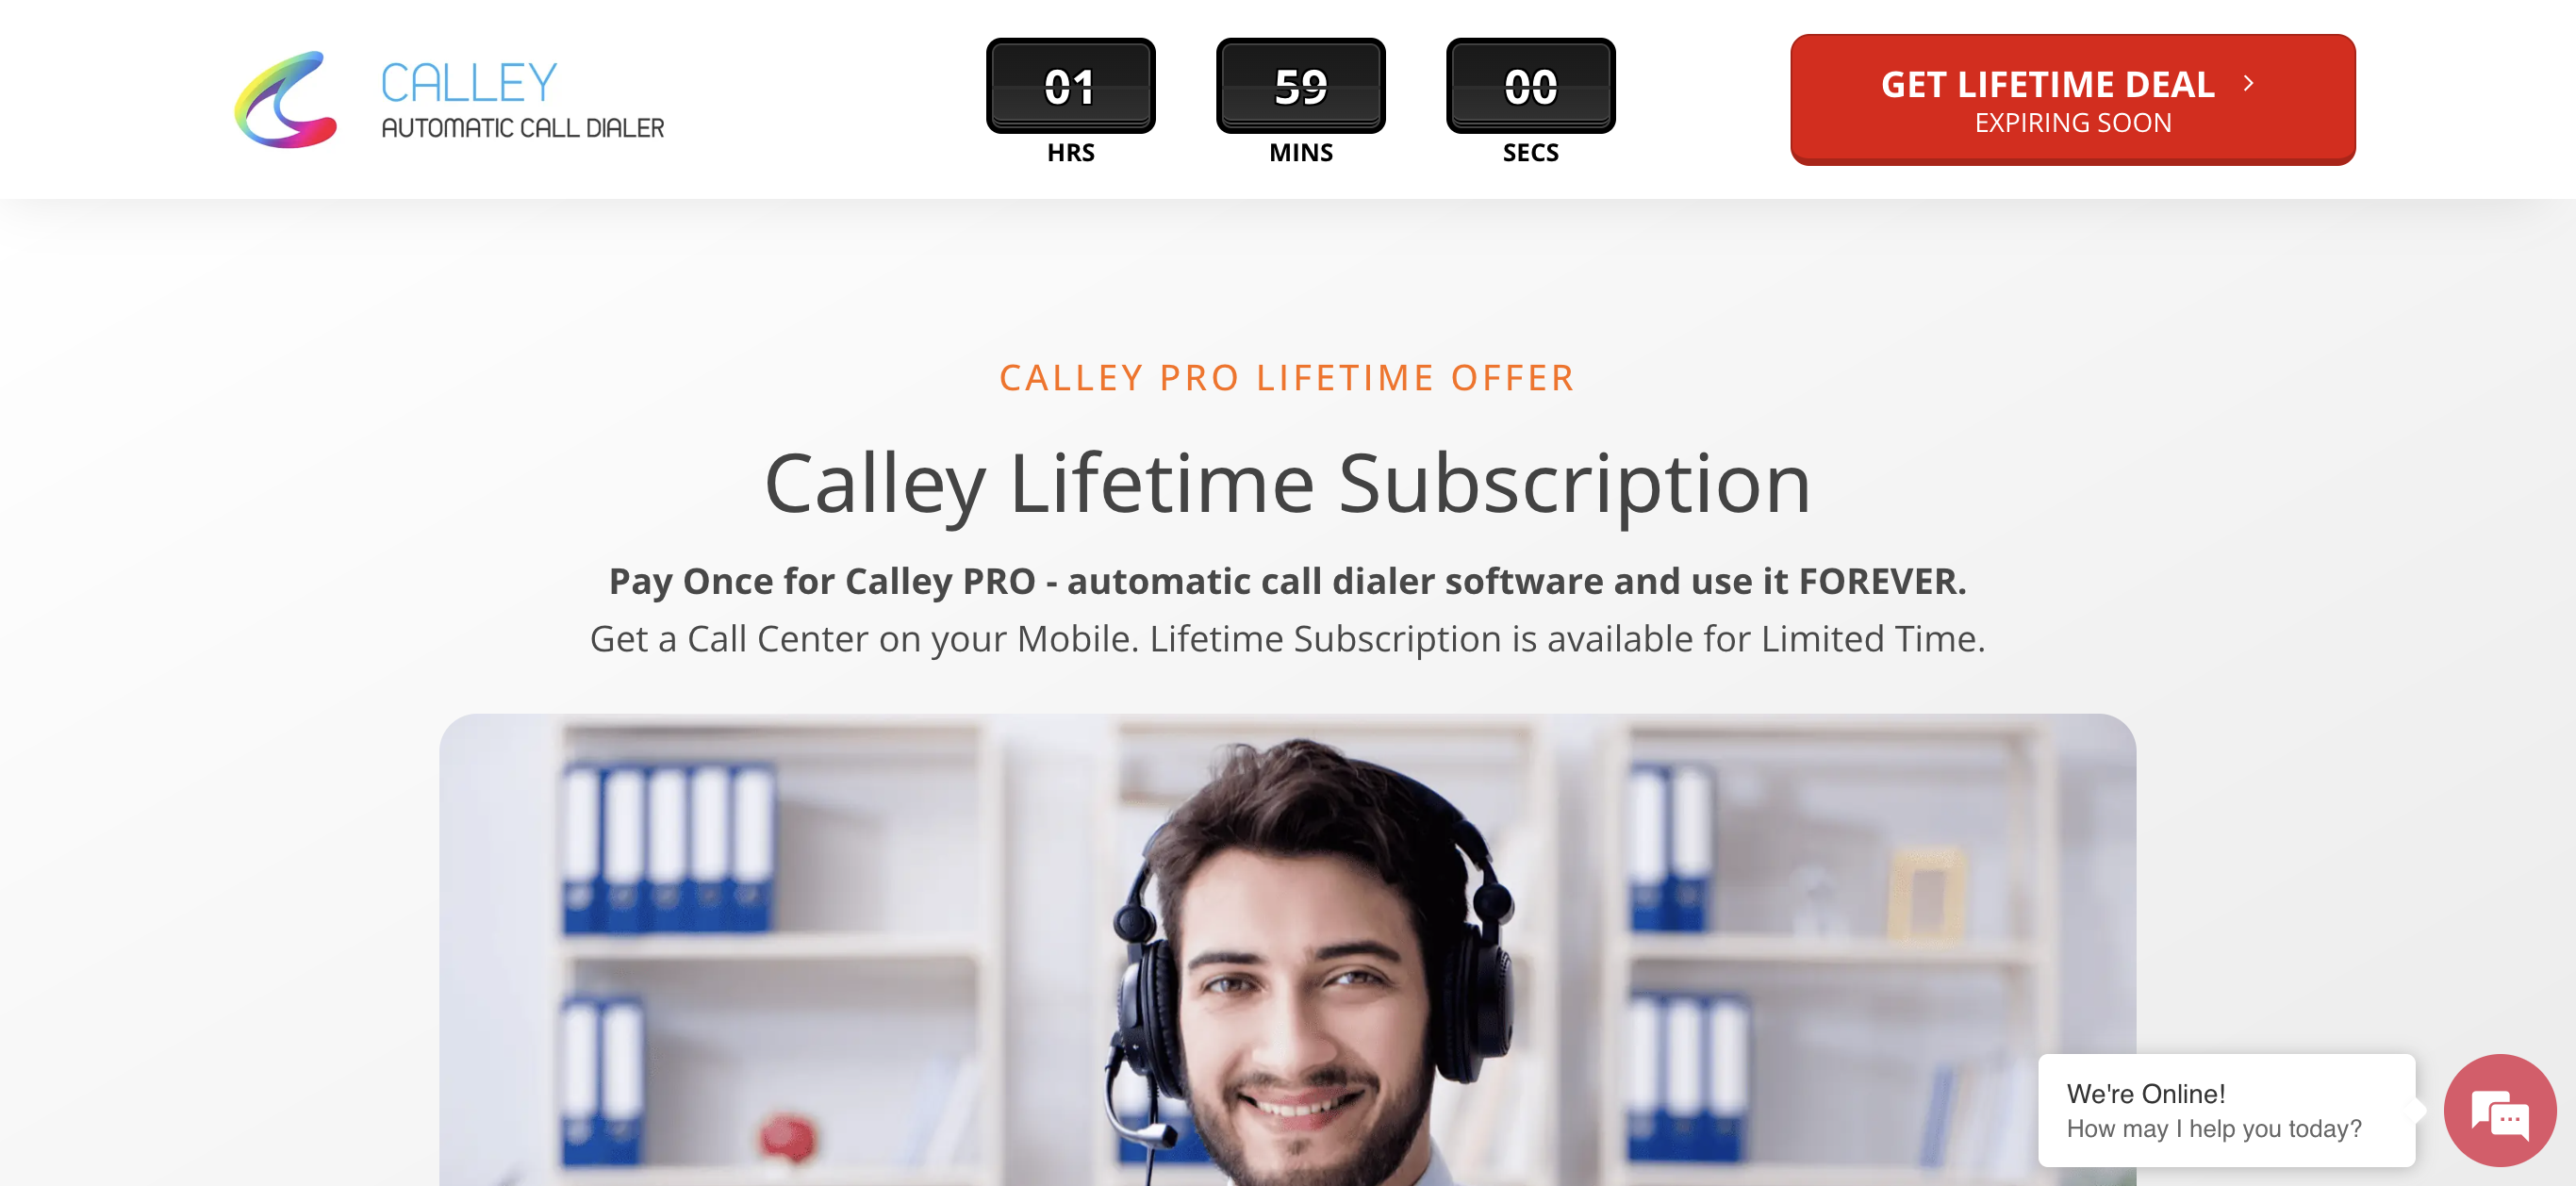 CALLEY
AUTOMATIC CALL DIALER
01
HRS
59
MINS
00
SECS
GET LIFETIME DEAL
EXPIRING SOON
CALLEY PRO LIFETIME OFFER
Calley Lifetime Subscription
Pay Once for Calley PRO - automatic call dialer software and use it FOREVER.
Get a Call Center on your Mobile. Lifetime Subscription is available for Limited Time.
We're Online!
How may I help you today?